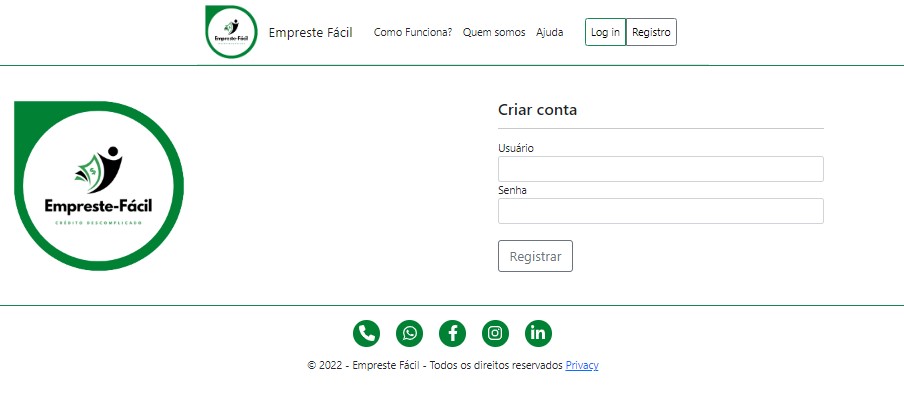 Empreste-Fácil
Empreste Fácil Como Funciona? Quem somos Ajuda Log in Registro
$
Empreste-Fácil
CRÉDITO DESCOMPLICADO
Criar conta
Usuário
Senha
Registrar
© 2022 - Empreste Fácil - Todos os direitos reservados Privacy